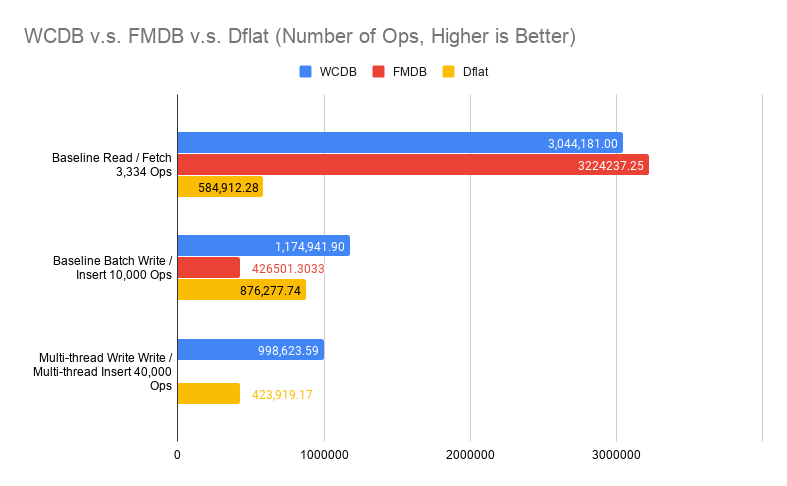 WCDB v.s. FMDB v.s. Dflat (Number of Ops, Higher is Better)
WCDB
FMDB
Dflat
Baseline Read / Fetch
3,334 Ops
3,044,181.00
3224237.25
584,912.28
Baseline Batch Write /
Insert 10,000 Ops
1,174,941.90
426501.3033
876,277.74
Multi-thread Write Write /
Multi-thread Insert 40,000
Ops
998,623.59
423,919.17
0
1000000
2000000
3000000